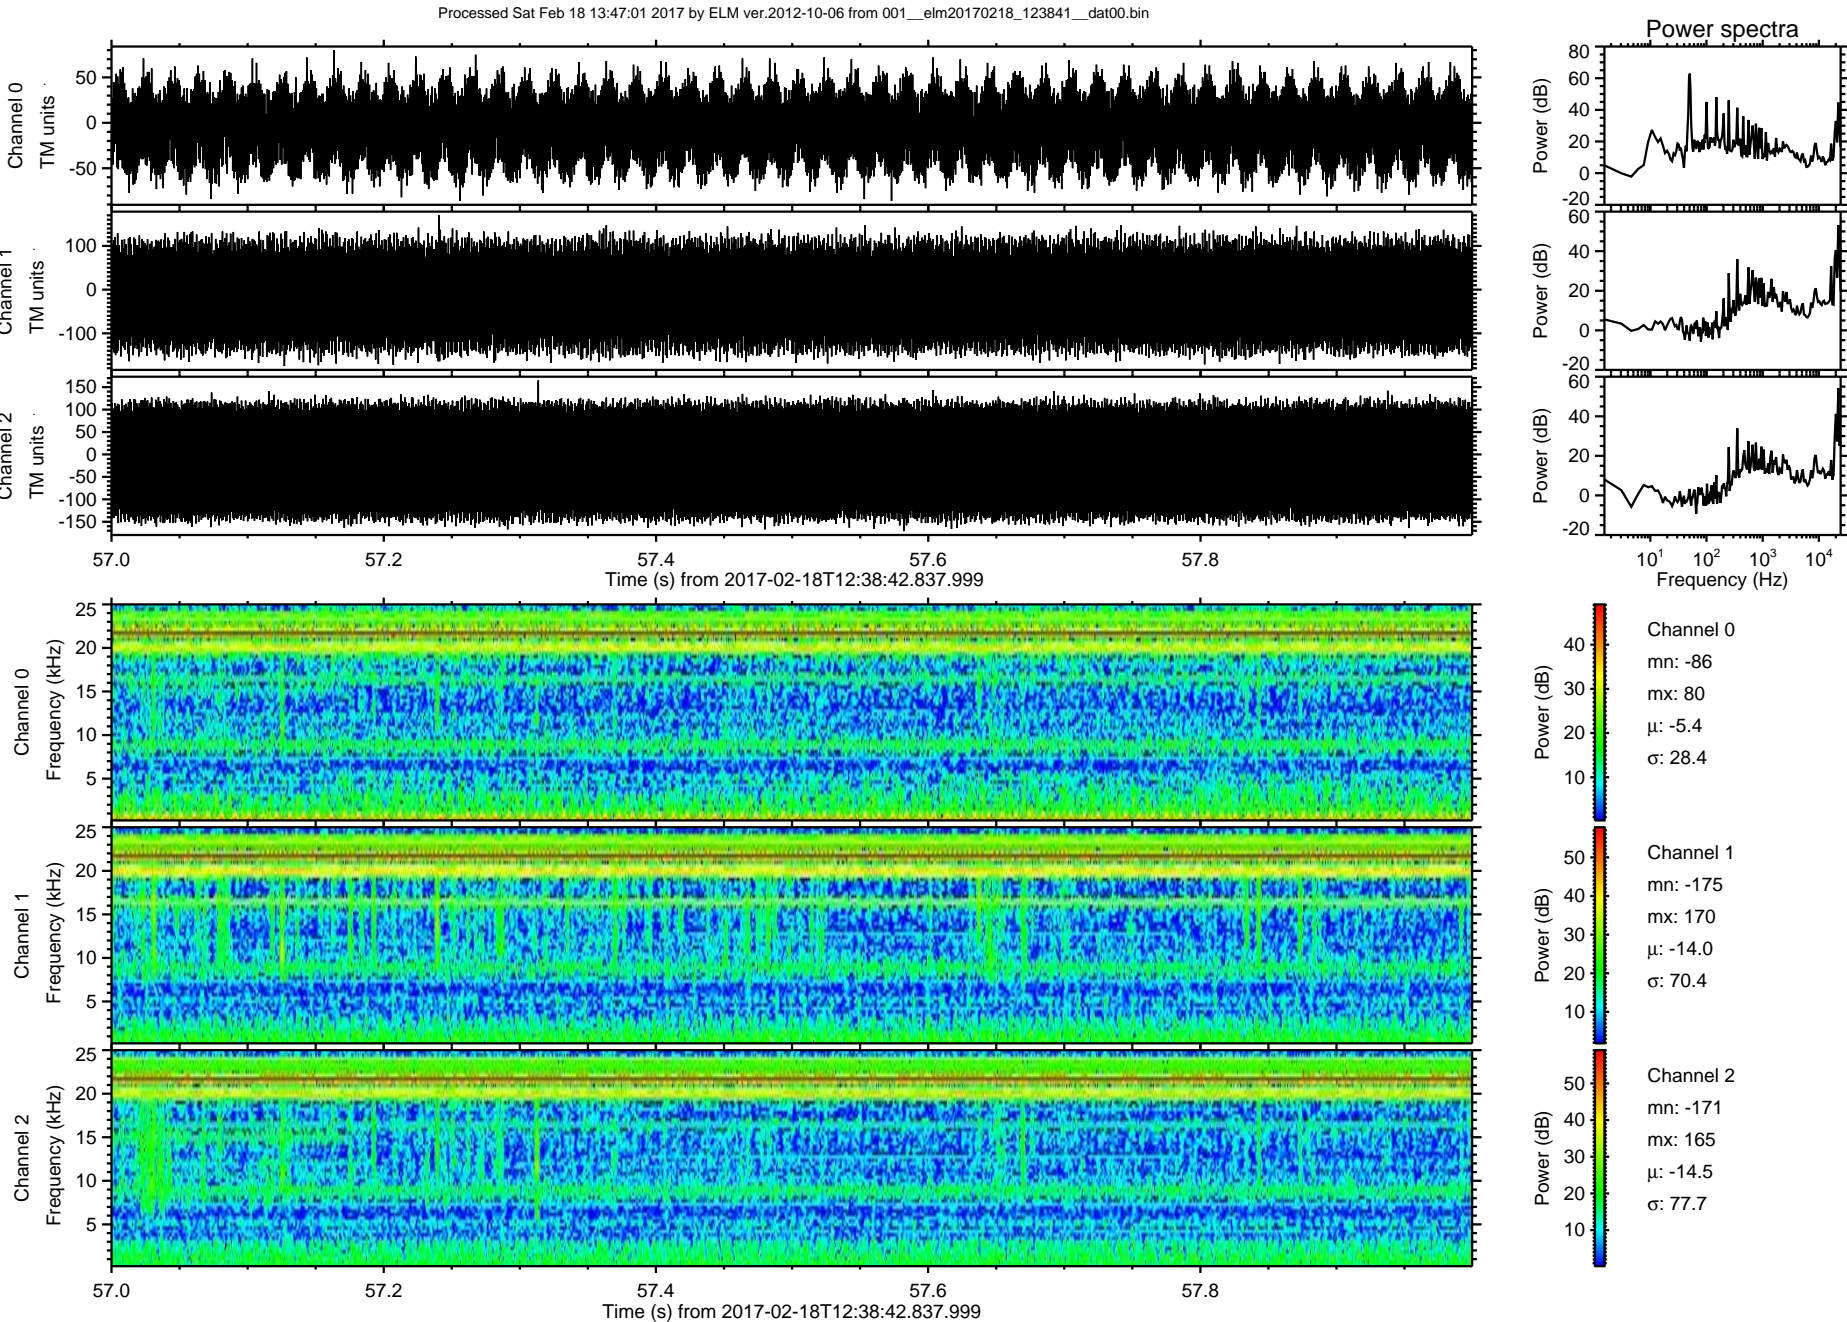 Processed Sat Feb 18 13:47:01 2017 by ELM ver.2012-10-06 from 001__elm20170218_123841__dat00.bin
Power spectra
Channel 0
TM units
50
0
-50
Power (dB)
80
60
40
20
0
-20
Channel 1
TM units
100
0
-100
Power (dB)
60
40
20
0
-20
Channel 2
TM units
150
100
50
0
-50
-100
-150
Power (dB)
60
40
20
0
-20
57.0 57.2 57.4 57.6 57.8
Time (s) from 2017-02-18T12:38:42.837.999
10¹ 10² 10³ 10⁴
Frequency (Hz)
Channel 0
Frequency (kHz)
25
20
15
10
5
Power (dB)
40
30
20
10
Channel 0
mn: -86
mx: 80
μ: -5.4
σ: 28.4
Channel 1
Frequency (kHz)
25
20
15
10
5
Power (dB)
50
40
30
20
10
Channel 1
mn: -175
mx: 170
μ: -14.0
σ: 70.4
Channel 2
Frequency (kHz)
25
20
15
10
5
Power (dB)
50
40
30
20
10
Channel 2
mn: -171
mx: 165
μ: -14.5
σ: 77.7
57.0 57.2 57.4 57.6 57.8
Time (s) from 2017-02-18T12:38:42.837.999